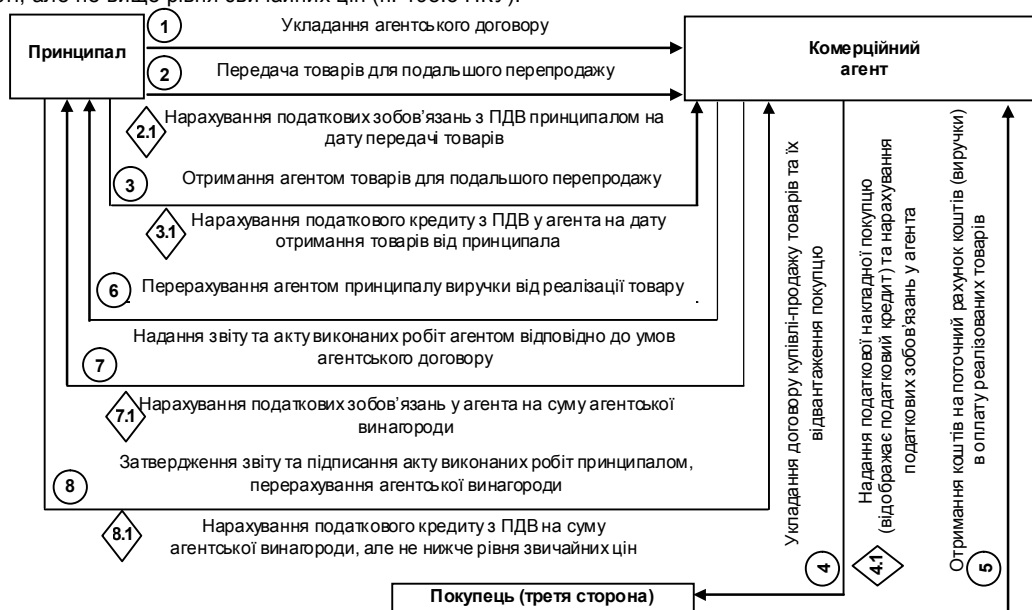 але не вище рівня звичайних цін (п.
1
Укладання агентського договору
Принципал
Комерційний
агент
2
Передача товарів для подальшого перепродажу
2.1
Нарахування податкових зобов’язань з ПДВ принципалом на
дату передачі товарів
3
Отримання агентом товарів для подальшого перепродажу
3.1
Нарахування податкового кредиту з ПДВ у агента на дату
отримання товарів від принципала
6
Перерахування агентом принципалу виручки від реалізації товару
Надання звіту та акту виконаних робіт агентом відповідно до умов
агентського договору
7
7.1
Нарахування податкових зобов’язань у агента на суму агентської
винагороди
Затвердження звіту та підписання акту виконаних робіт принципалом,
перерахування агентської винагороди
8
8.1
Нарахування податкового кредиту з ПДВ на суму
агентської винагороди, але не нижче рівня звичайних цін
Укладання договору купівлі-продажу товарів та їх
відвантаження покупцю
4
Надання податкової накладної покупцю
(відображає податковий кредит) та нарахування
податкових зобов’язань у агента
4.1
Отримання коштів на поточний рахунок коштів (виручки)
в оплату реалізованих товарів
5
Покупець (третя сторона)